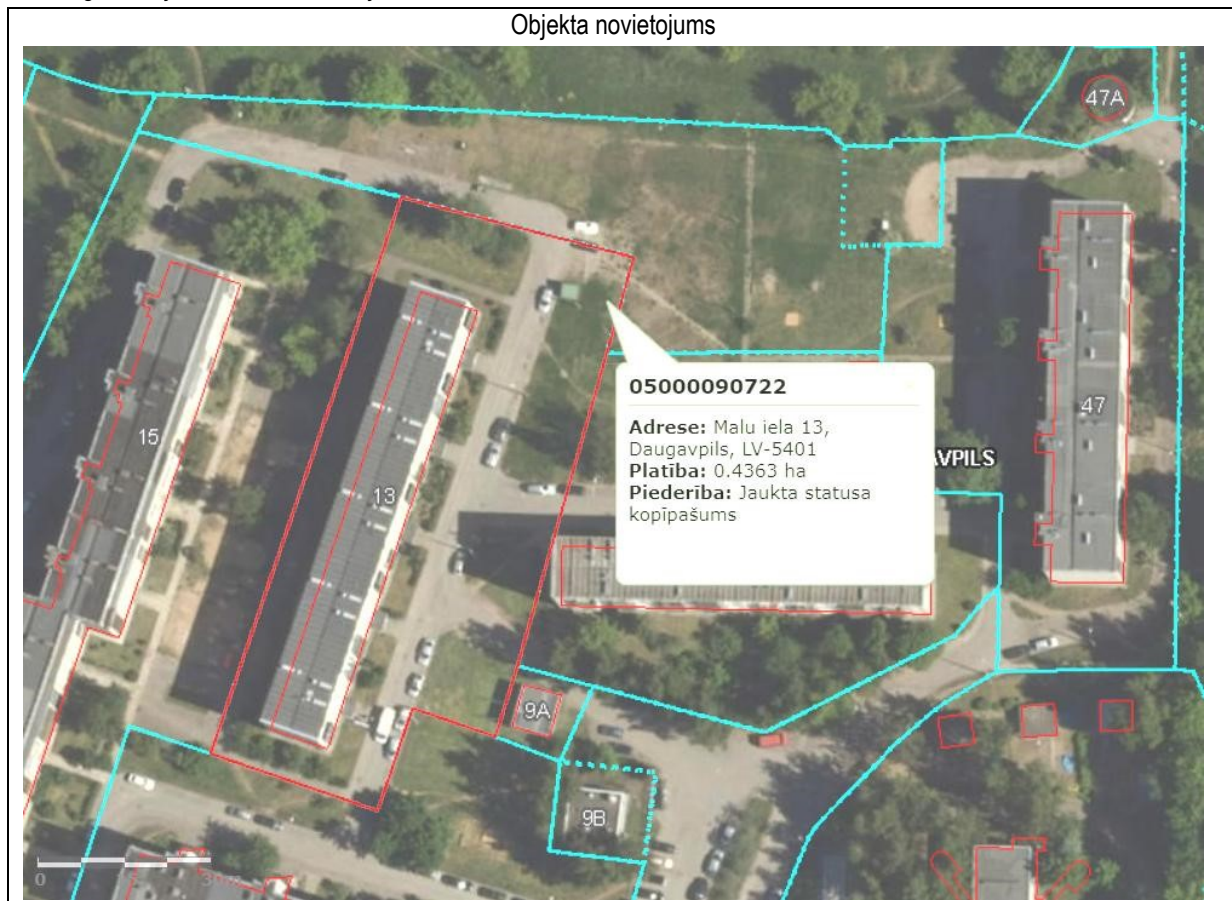 Objekta novietojums
47A
05000090722
Adrese: Malu iela 13,
Daugavpils, LV-5401
Platība: 0.4363 ha
Piederība: Jaukta statusa
kopīpašums
47
15
VPILS
13
9A
9B
0